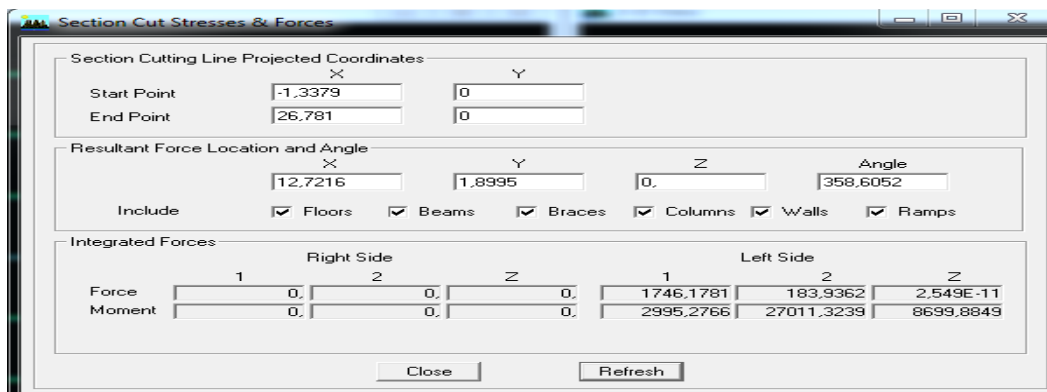 Section Cut Stresses & Forces
Section Cutting Line Projected Coordinates
X Y
Start Point -1,3379 0
End Point 26,781 0
Resultant Force Location and Angle
X Y Z Angle
12,7216 1,8995 0, 358,6052
Include Floors Beams Braces Columns Walls Ramps
Integrated Forces
Right Side Left Side
1 2 Z 1 2 Z
Force 0, 0, 0, 1746,1781 183,9362 2,549E-11
Moment 0, 0, 0, 2995,2766 27011,3239 8699,8849
Close Refresh